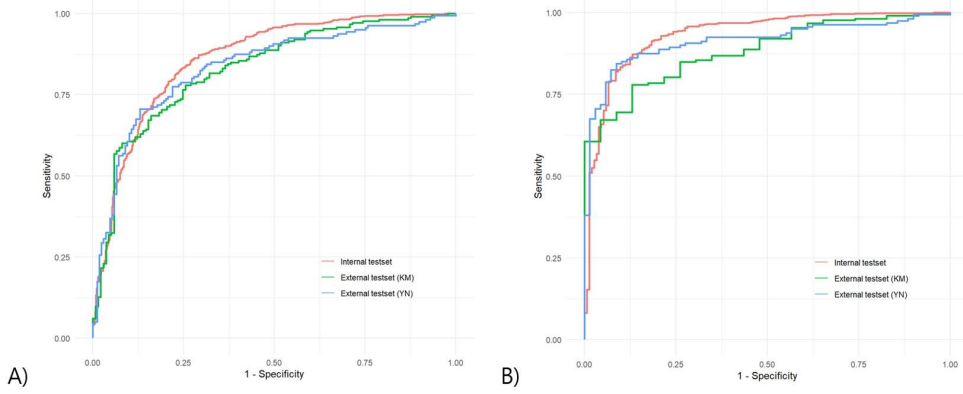 1.00
0.75
0.50
0.25
0.00
Sensitivity
Internal testset
External testset (KM)
External testset (YN)
0.00
0.25
0.50
0.75
1.00
1 - Specificity
A)
1.00
0.75
0.50
0.25
0.00
Sensitivity
Internal testset
External testset (KM)
External testset (YN)
0.00
0.25
0.50
0.75
1.00
1 - Specificity
B)